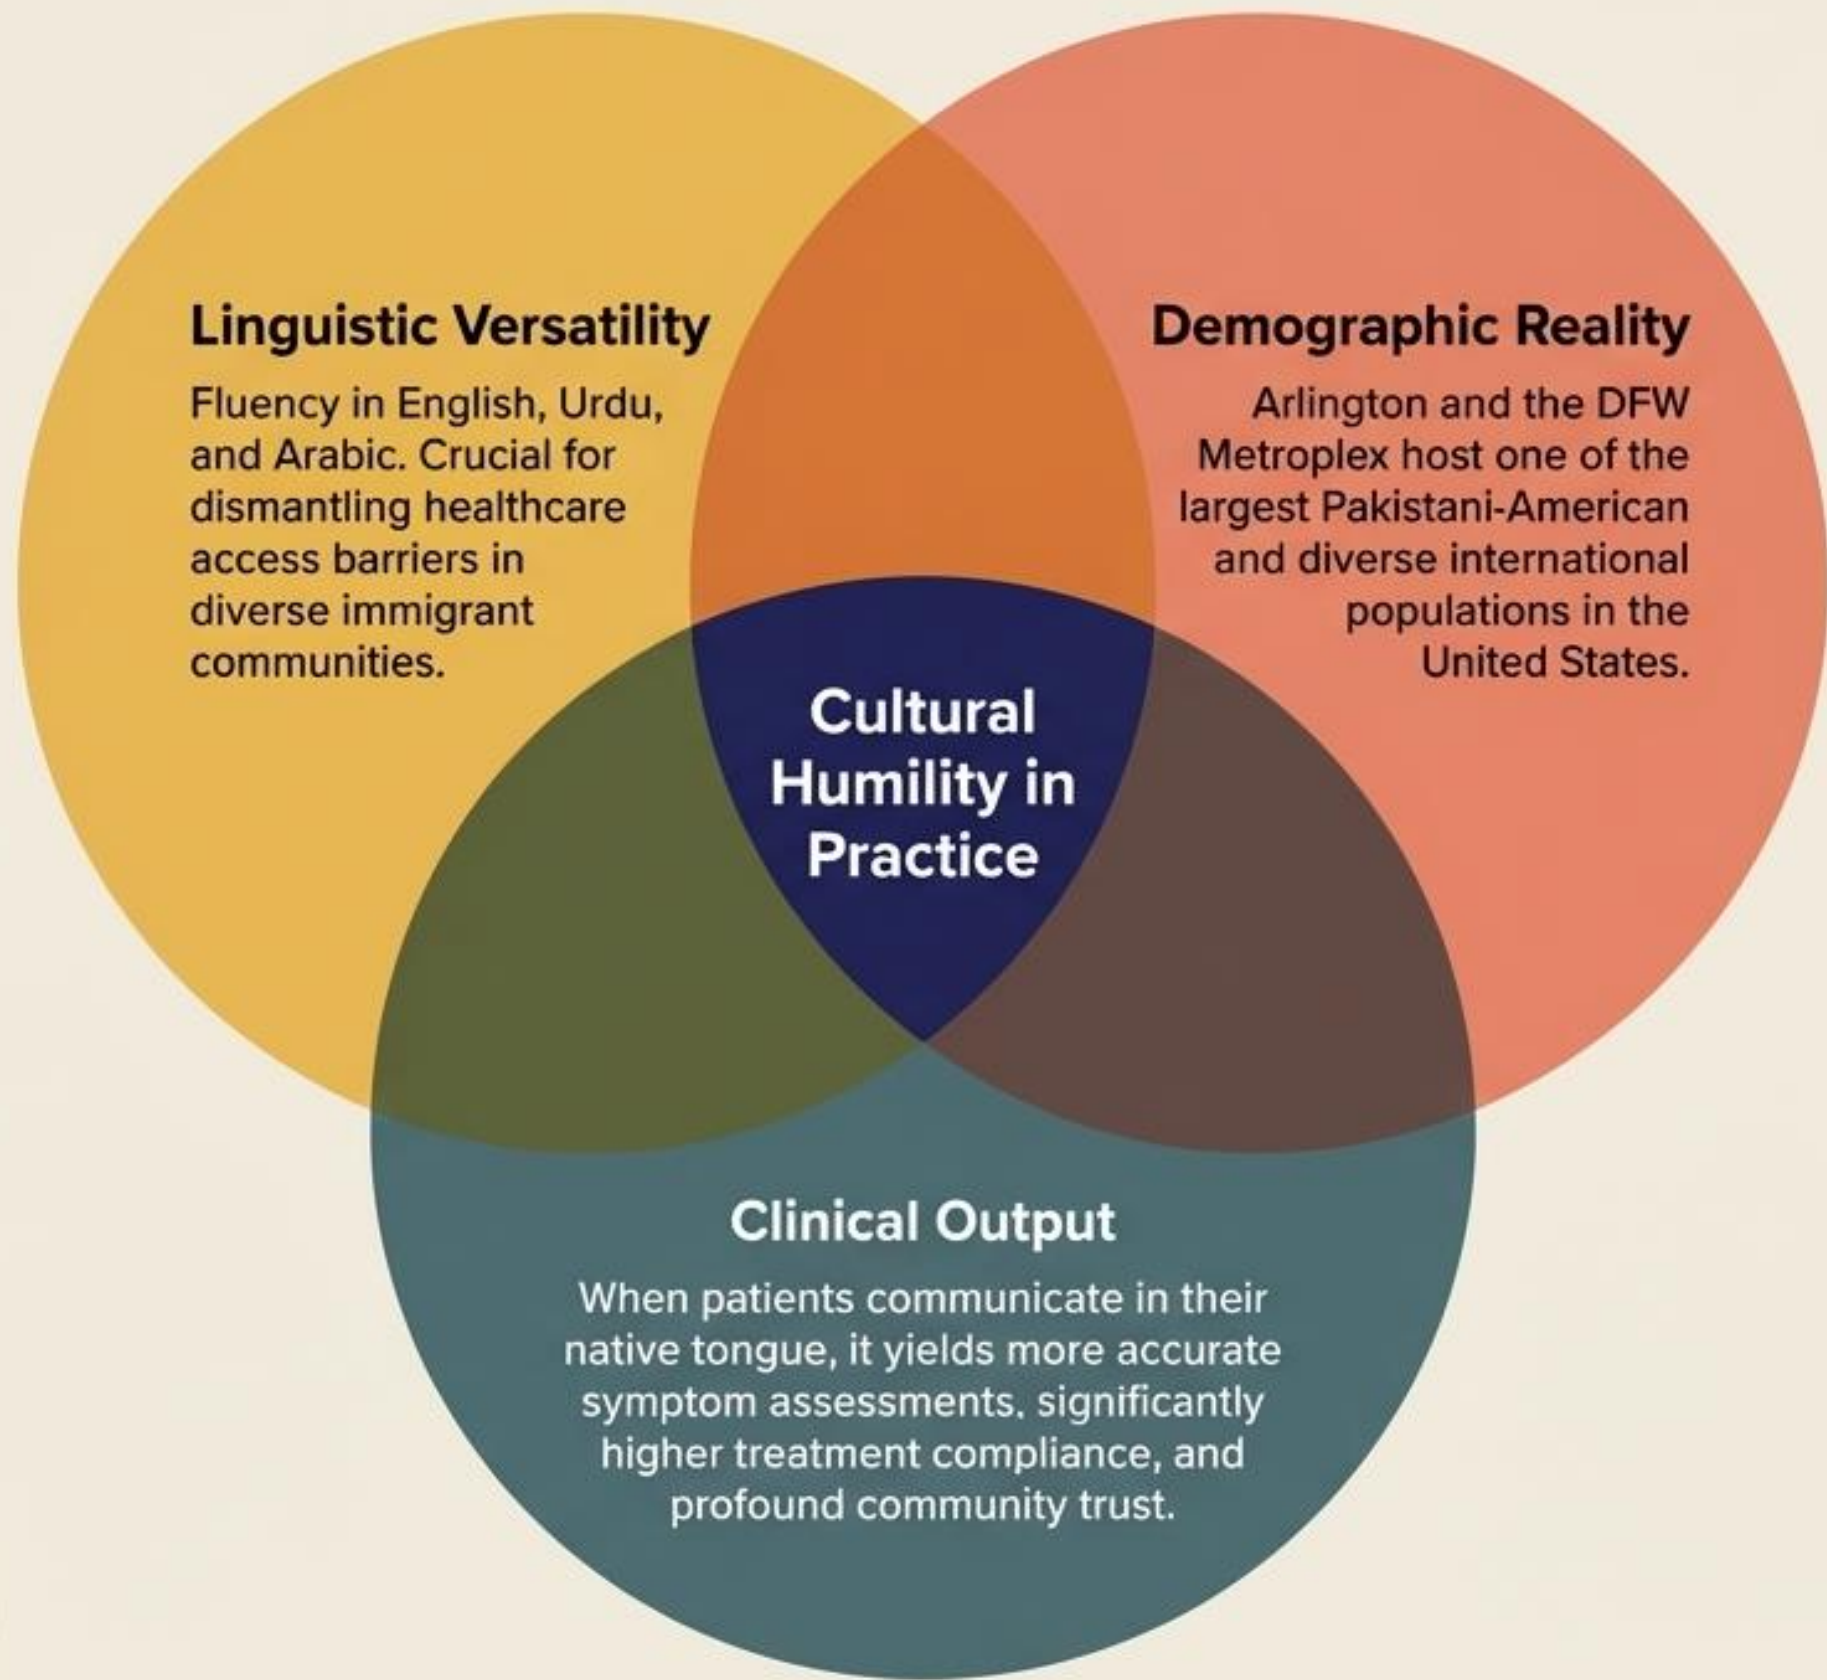 Linguistic Versatility
Fluency in English, Urdu,
and Arabic. Crucial for
dismantling healthcare
access barriers in
diverse immigrant
communities.
Demographic Reality
Arlington and the DFW
Metroplex host one of the
largest Pakistani-American
and diverse international
populations in the
United States.
Cultural
Humility in
Practice
Clinical Output
When patients communicate in their
native tongue, it yields more accurate
symptom assessments, significantly
higher treatment compliance, and
profound community trust.